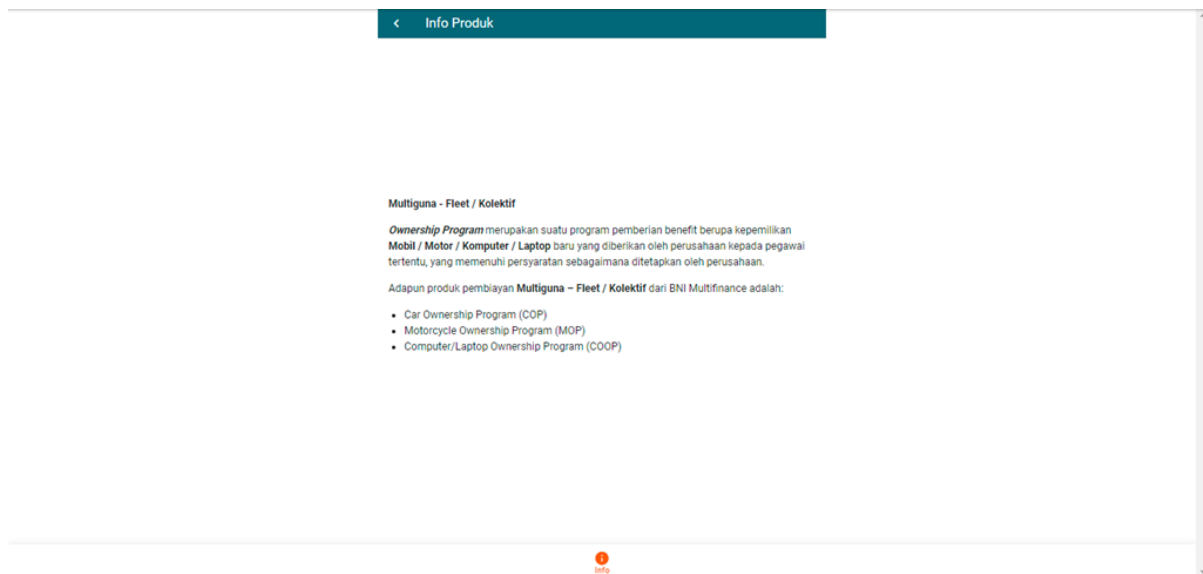 Info Produk
Multiguna - Fleet / Kolektif
Ownership Program merupakan suatu program pemberian benefit berupa kepemilikan
Mobil / Motor / Komputer / Laptop baru yang diberikan oleh perusahaan kepada pegawai
tertentu, yang memenuhi persyaratan sebagaimana ditetapkan oleh perusahaan.
Adapun produk pembiayan Multiguna – Fleet / Kolektif dari BNI Multifinance adalah:
• Car Ownership Program (COP)
• Motorcycle Ownership Program (MOP)
• Computer/Laptop Ownership Program (COOP)
Info